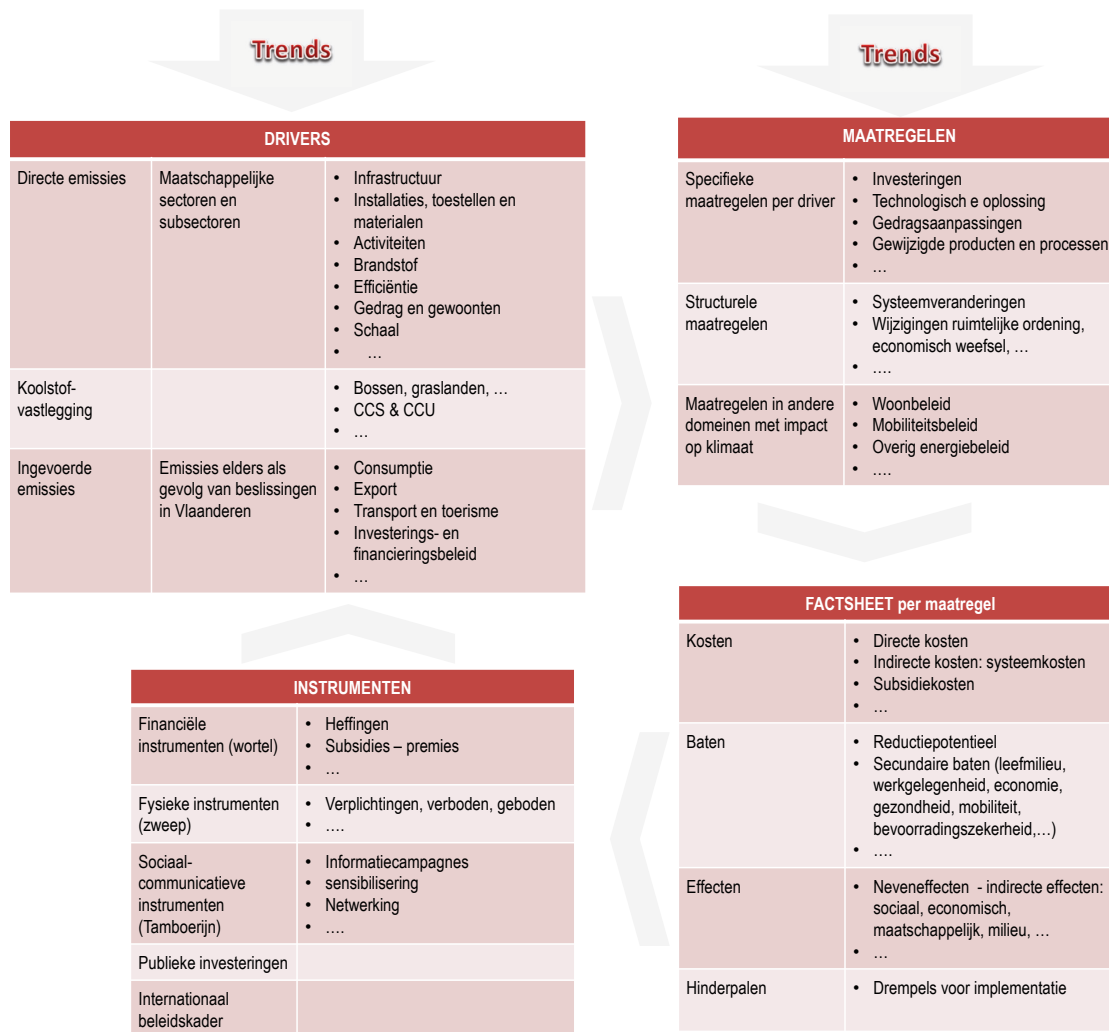 Trends
DRIVERS
Directe emissies
Maatschappelijke
sectoren en
subsectoren
• Infrastructuur
• Installaties, toestellen en
materialen
• Activiteiten
• Brandstof
• Efficiëntie
• Gedrag en gewoonten
• Schaal
• …
Koolstof-
vastlegging
• Bossen, graslanden, …
• CCS & CCU
• …
Ingevoerde
emissies
Emissies elders als
gevolg van beslissingen
in Vlaanderen
• Consumptie
• Export
• Transport en toerisme
• Investerings- en
financieringsbeleid
• …
Trends
MAATREGELEN
Specifieke
maatregelen per driver
• Investeringen
• Technologisch e oplossing
• Gedragsaanpassingen
• Gewijzigde producten en processen
• …
Structurele
maatregelen
• Systeemveranderingen
• Wijzigingen ruimtelijke ordening,
economisch weefsel, …
• ….
Maatregelen in andere
domeinen met impact
op klimaat
• Woonbeleid
• Mobiliteitsbeleid
• Overig energiebeleid
• ….
FACTSHEET per maatregel
Kosten
• Directe kosten
• Indirecte kosten: systeemkosten
• Subsidiekosten
• …
Baten
• Reductiepotentieel
• Secundaire baten (leefmilieu,
werkgelegenheid, economie,
gezondheid, mobiliteit,
bevoorradingszekerheid,…)
• ….
Effecten
• Neveneffecten - indirecte effecten:
sociaal, economisch,
maatschappelijk, milieu, …
• …
Hinderpalen
• Drempels voor implementatie
INSTRUMENTEN
Financiële
instrumenten (wortel)
• Heffingen
• Subsidies – premies
• …
Fysieke instrumenten
(zweep)
• Verplichtingen, verboden, geboden
• ….
Sociaal-
communicatieve
instrumenten
(Tamboerijn)
• Informatiecampagnes
• sensibilisering
• Netwerking
• ….
Publieke investeringen
Internationaal
beleidskader